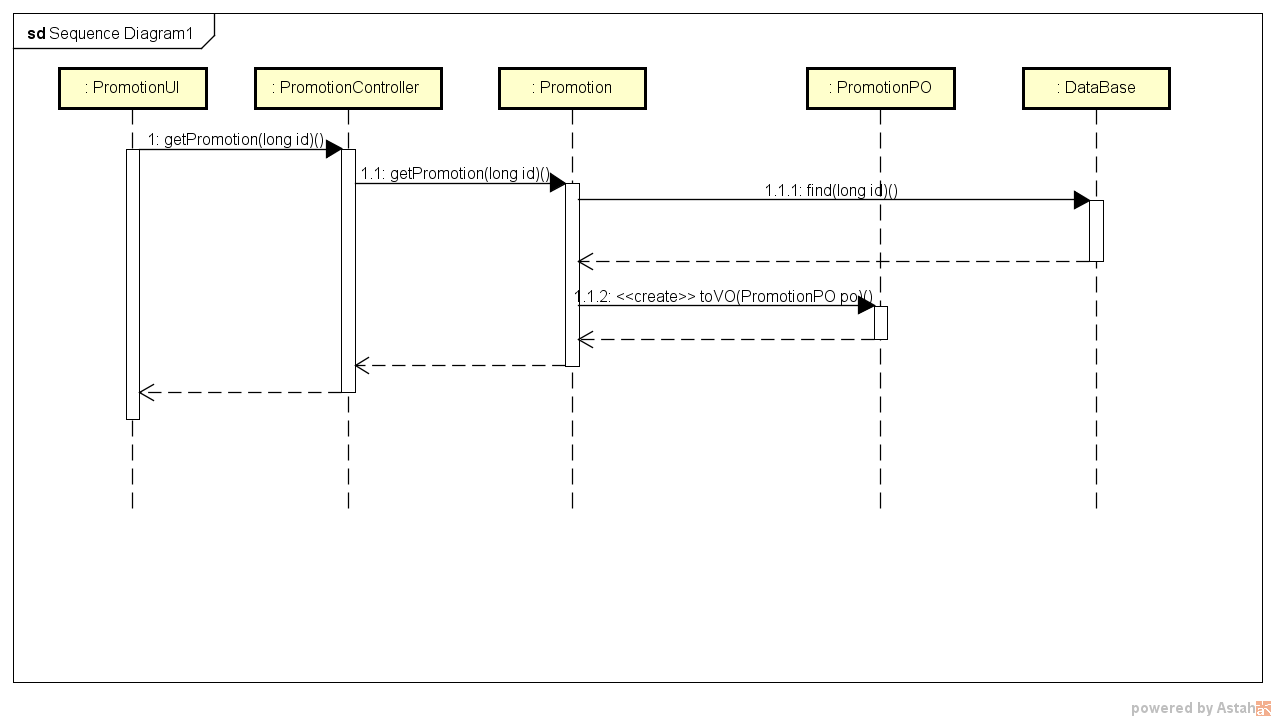 sd Sequence Diagram1
: PromotionUI
: PromotionController
: Promotion
: PromotionPO
: DataBase
1: getPromotion(long id)()
1.1: getPromotion(long id)()
1.1.1: find(long id)()
1.1.2: <<create>> toVO(PromotionPO po)()
powered by Astah